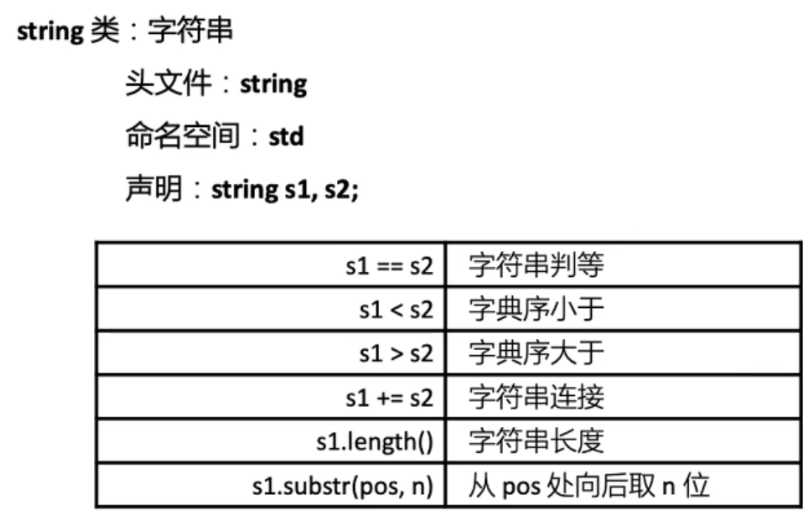 string 类：字符串
头文件：string
命名空间：std
声明：string s1, s2;
s1 == s2 字符串判等
s1 < s2 字典序小于
s1 > s2 字典序大于
s1 += s2 字符串连接
s1.length() 字符串长度
s1.substr(pos, n) 从 pos 处向后取 n 位